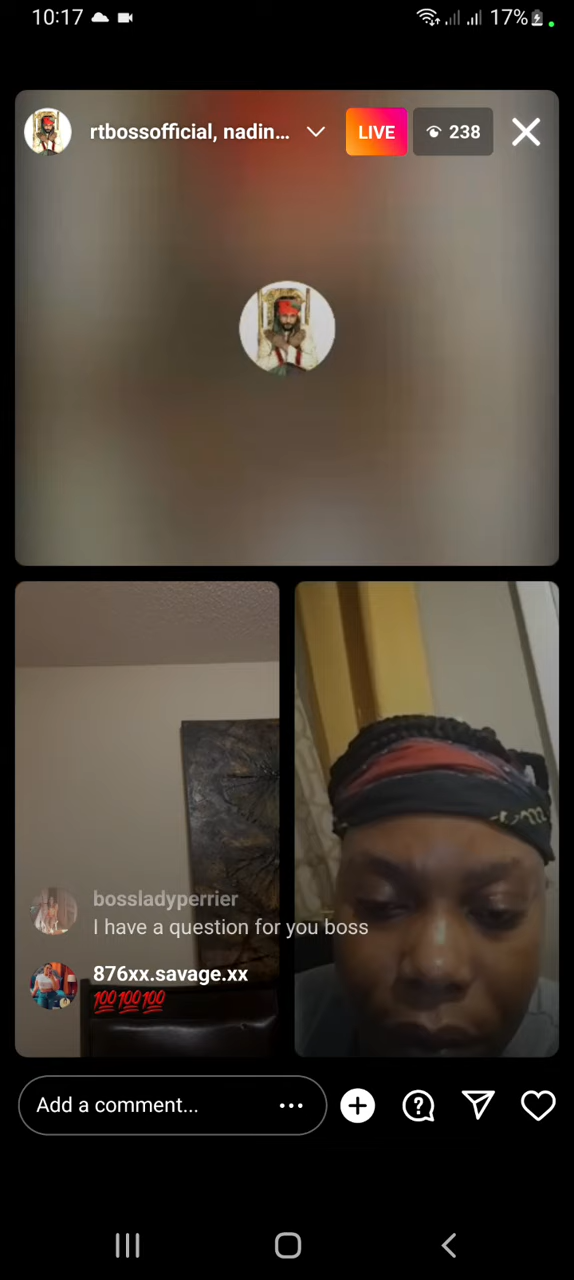 10:17
17%
rtbossofficial, nadin...
LIVE
238
bossladyperrier
I have a question for you boss
876xx.savage.xx
💯💯💯
Add a comment...